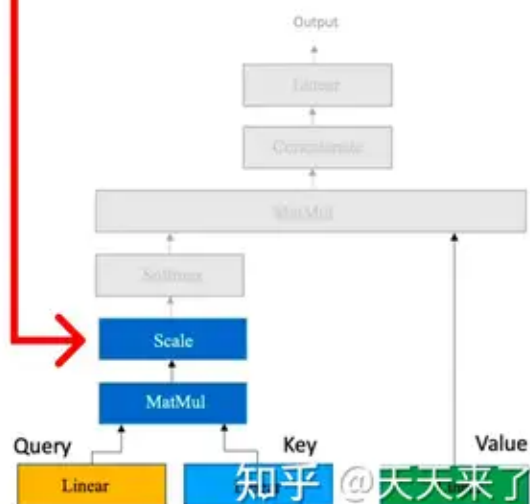 Output
Linear
Concatenate
MatMul
Softmax
Scale
MatMul
Query
Key
Value
Linear
知乎 @天天来了